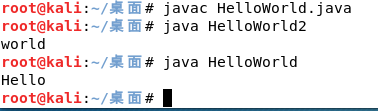 root@kali:~/桌面# javac HelloWorld.java
root@kali:~/桌面# java HelloWorld2
world
root@kali:~/桌面# java HelloWorld
Hello
root@kali:~/桌面#